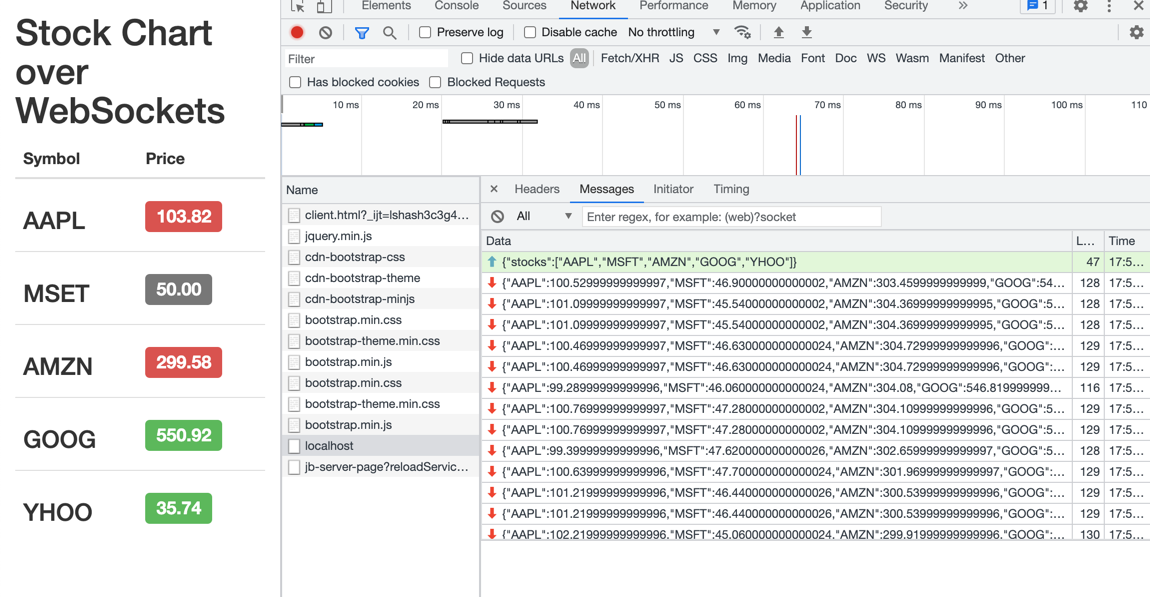 Stock Chart
over
WebSockets
Symbol Price
AAPL 103.82
MSET 50.00
AMZN 299.58
GOOG 550.92
YHOO 35.74
Elements Console Sources Network Performance Memory Application Security » 1
Preserve log Disable cache No throttling
Filter Hide data URLs All Fetch/XHR JS CSS Img Media Font Doc WS Wasm Manifest Other
Has blocked cookies Blocked Requests
10 ms 20 ms 30 ms 40 ms 50 ms 60 ms 70 ms 80 ms 90 ms 100 ms 110
Name
client.html?_ijt=lshash3c3g4...
jquery.min.js
cdn-bootstrap-css
cdn-bootstrap-theme
cdn-bootstrap-minjs
bootstrap.min.css
bootstrap-theme.min.css
bootstrap.min.js
bootstrap.min.css
bootstrap-theme.min.css
bootstrap.min.js
localhost
jb-server-page?reloadServic...
× Headers Messages Initiator Timing
All Enter regex, for example: (web)?socket
Data L... Time
{"stocks":["AAPL","MSFT","AMZN","GOOG","YHOO"]} 47 17:5...
{"AAPL":100.52999999999997,"MSFT":46.90000000000002,"AMZN":303.4599999999999,"GOOG":54... 128 17:5...
{"AAPL":101.09999999999997,"MSFT":45.54000000000002,"AMZN":304.36999999999995,"GOOG":5... 128 17:5...
{"AAPL":101.09999999999997,"MSFT":45.54000000000002,"AMZN":304.36999999999995,"GOOG":5... 128 17:5...
{"AAPL":100.46999999999997,"MSFT":46.630000000000024,"AMZN":304.72999999999996,"GOOG":... 129 17:5...
{"AAPL":100.46999999999997,"MSFT":46.630000000000024,"AMZN":304.72999999999996,"GOOG":... 129 17:5...
{"AAPL":99.28999999999996,"MSFT":46.060000000000024,"AMZN":304.08,"GOOG":546.819999999... 116 17:5...
{"AAPL":100.76999999999997,"MSFT":47.28000000000002,"AMZN":304.10999999999996,"GOOG":5... 129 17:5...
{"AAPL":100.76999999999997,"MSFT":47.28000000000002,"AMZN":304.10999999999996,"GOOG":5... 129 17:5...
{"AAPL":99.39999999999996,"MSFT":47.620000000000026,"AMZN":302.65999999999997,"GOOG":5... 128 17:5...
{"AAPL":100.63999999999996,"MSFT":47.700000000000024,"AMZN":301.96999999999997,"GOOG":... 129 17:5...
{"AAPL":101.21999999999996,"MSFT":46.440000000000026,"AMZN":300.53999999999996,"GOOG":... 129 17:5...
{"AAPL":101.21999999999996,"MSFT":46.440000000000026,"AMZN":300.53999999999996,"GOOG":... 129 17:5...
{"AAPL":102.21999999999996,"MSFT":45.060000000000024,"AMZN":299.91999999999996,"GOOG":... 130 17:5...